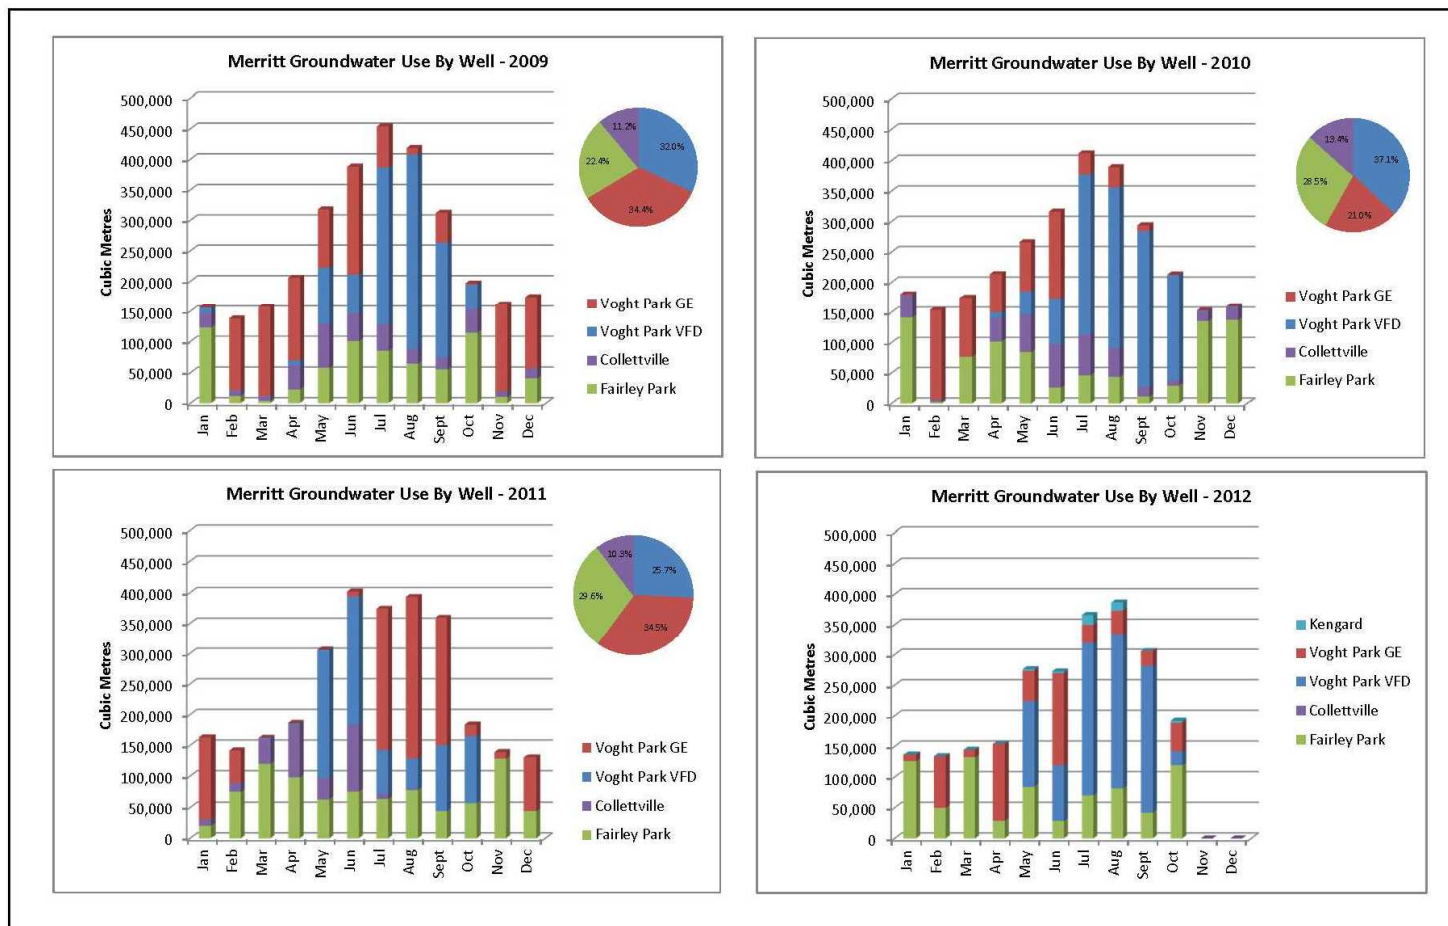 Merritt Groundwater Use By Well - 2009
Cubic Metres
500,000
450,000
400,000
350,000
300,000
250,000
200,000
150,000
100,000
50,000
0
Jan Feb Mar Apr May Jun Jul Aug Sept Oct Nov Dec
11.2%
32.0%
22.4%
34.4%
Voght Park GE
Voght Park VFD
Collettville
Fairley Park
Merritt Groundwater Use By Well - 2010
Cubic Metres
500,000
450,000
400,000
350,000
300,000
250,000
200,000
150,000
100,000
50,000
0
Jan Feb Mar Apr May Jun Jul Aug Sept Oct Nov Dec
13.4%
37.1%
28.5%
21.0%
Voght Park GE
Voght Park VFD
Collettville
Fairley Park
Merritt Groundwater Use By Well - 2011
Cubic Metres
500,000
450,000
400,000
350,000
300,000
250,000
200,000
150,000
100,000
50,000
0
Jan Feb Mar Apr May Jun Jul Aug Sept Oct Nov Dec
10.3%
25.7%
29.6%
34.5%
Voght Park GE
Voght Park VFD
Collettville
Fairley Park
Merritt Groundwater Use By Well - 2012
Cubic Metres
500,000
450,000
400,000
350,000
300,000
250,000
200,000
150,000
100,000
50,000
0
Jan Feb Mar Apr May Jun Jul Aug Sept Oct Nov Dec
Kengard
Voght Park GE
Voght Park VFD
Collettville
Fairley Park